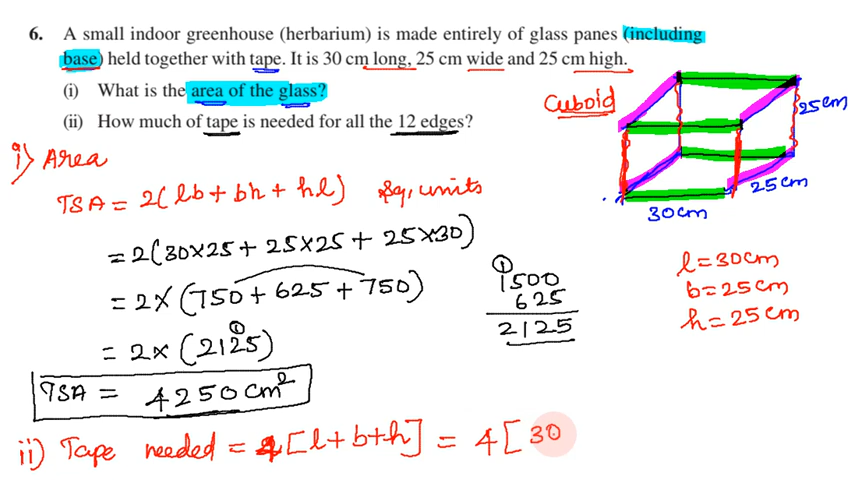 6. A small indoor greenhouse (herbarium) is made entirely of glass panes (including
base) held together with tape. It is 30 cm long, 25 cm wide and 25 cm high.
(i) What is the area of the glass?
(ii) How much of tape is needed for all the 12 edges?
Cuboid
25cm
25cm
30cm
i) Area
TSA = 2(lb + bh + hl) Sq, units
= 2(30×25 + 25×25 + 25×30)
= 2× (750 + 625 + 750)
= 2× (2125)
1
TSA = 4250 cm²
1
1500
625
2125
l = 30cm
b = 25cm
h = 25cm
ii) Tape needed = 4 [l + b + h] = 4 [ 30